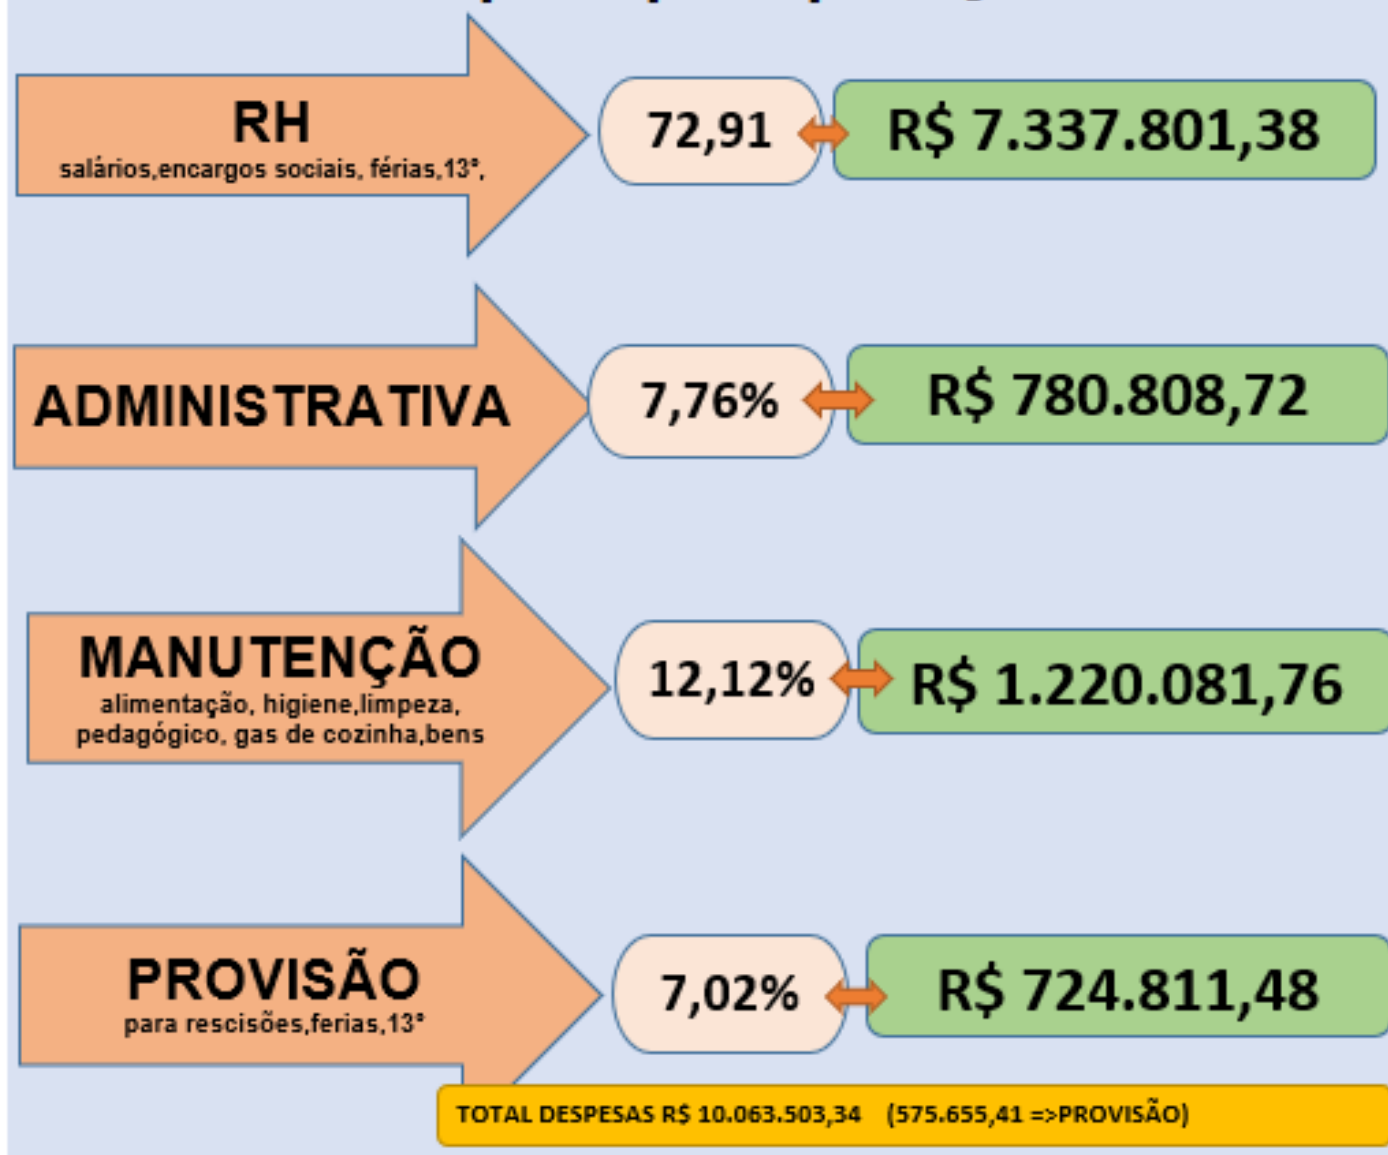 RH
salários,encargos sociais, férias,13º,
72,91
R$ 7.337.801,38
ADMINISTRATIVA
7,76%
R$ 780.808,72
MANUTENÇÃO
alimentação, higiene,limpeza,
pedagógico, gas de cozinha,bens
12,12%
R$ 1.220.081,76
PROVISÃO
para rescisões,ferias,13º
7,02%
R$ 724.811,48
TOTAL DESPESAS R$ 10.063.503,34 (575.655,41 =>PROVISÃO)